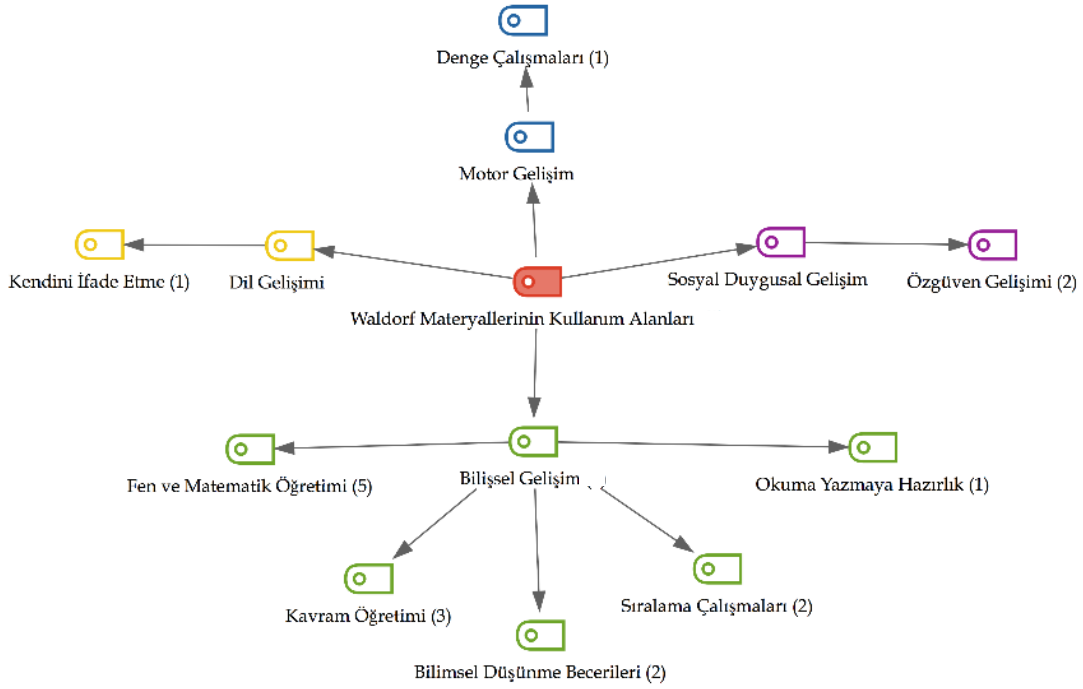 Denge Çalışmaları (1)
Motor Gelişim
Kendini İfade Etme (1)
Dil Gelişimi
Sosyal Duygusal Gelişim
Özgüven Gelişimi (2)
Waldorf Materyallerinin Kullanım Alanları
Fen ve Matematik Öğretimi (5)
Bilişsel Gelişim
Okuma Yazmaya Hazırlık (1)
Kavram Öğretimi (3)
Sıralama Çalışmaları (2)
Bilimsel Düşünme Becerileri (2)